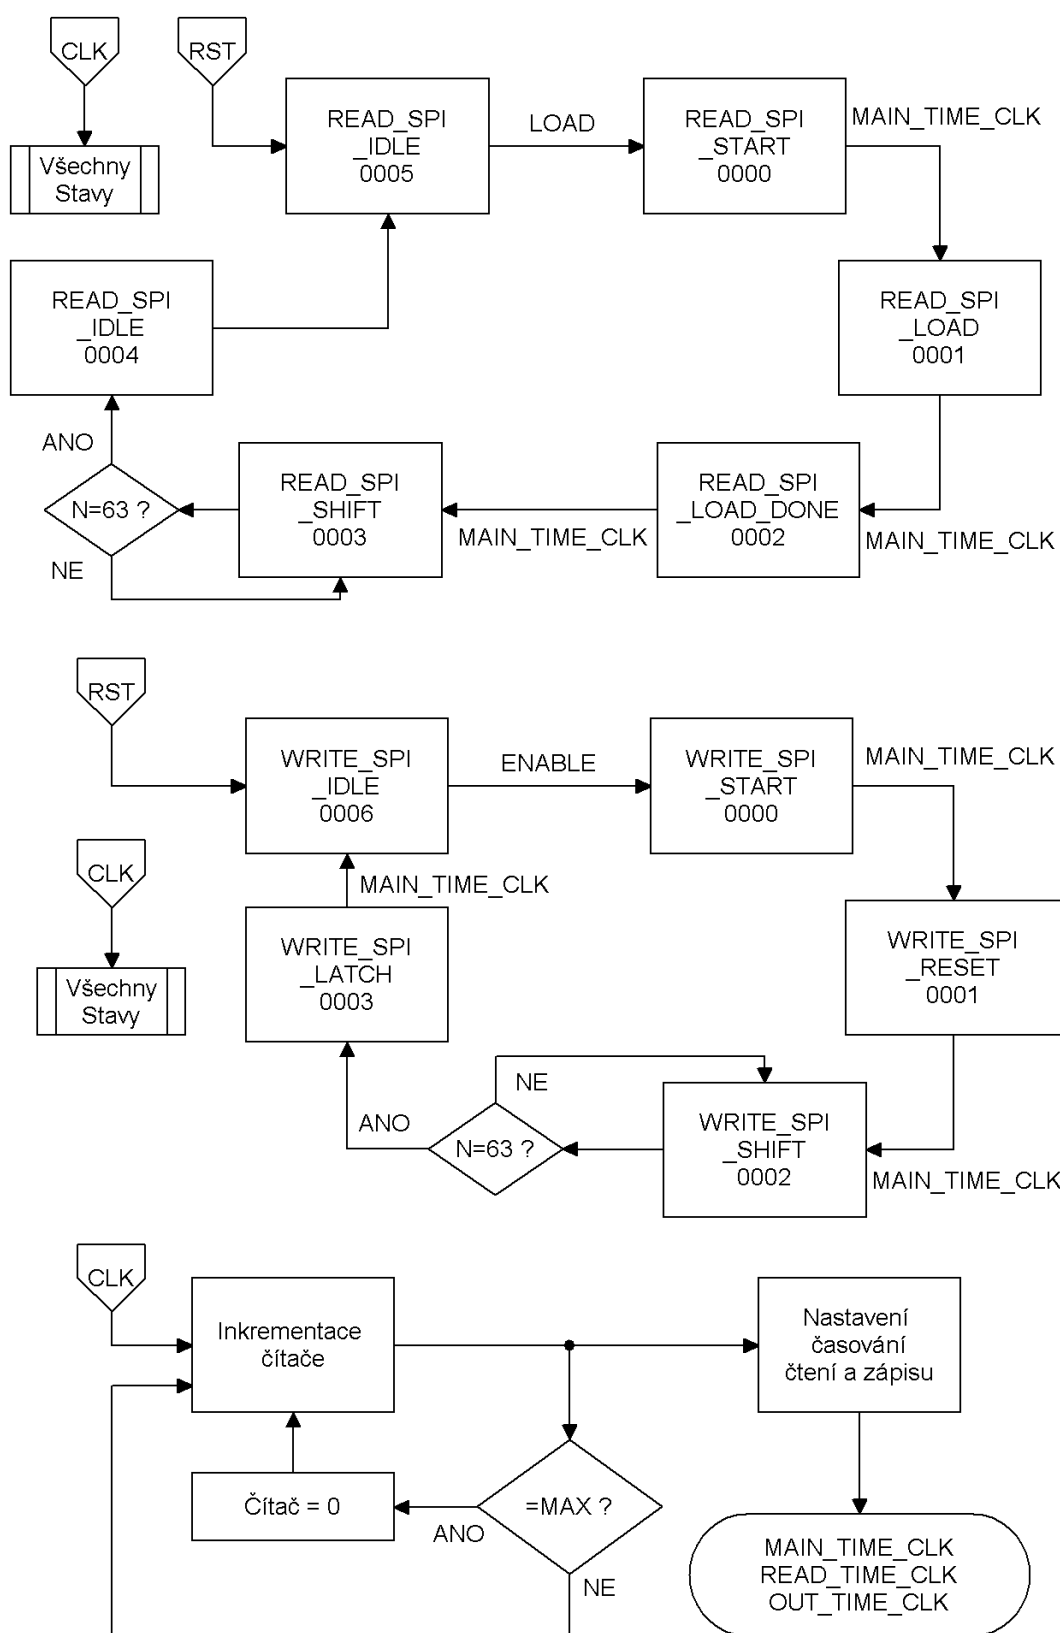 CLK
RST
READ_SPI
_IDLE
0005
LOAD
READ_SPI
_START
0000
MAIN_TIME_CLK
Všechny
Stavy
READ_SPI
_IDLE
0004
READ_SPI
_LOAD
0001
ANO
N=63 ?
NE
READ_SPI
_SHIFT
0003
MAIN_TIME_CLK
READ_SPI
_LOAD_DONE
0002
MAIN_TIME_CLK
RST
WRITE_SPI
_IDLE
0006
ENABLE
WRITE_SPI
_START
0000
MAIN_TIME_CLK
CLK
MAIN_TIME_CLK
Všechny
Stavy
WRITE_SPI
_LATCH
0003
WRITE_SPI
_RESET
0001
NE
ANO
N=63 ?
WRITE_SPI
_SHIFT
0002
MAIN_TIME_CLK
CLK
Inkrementace
čítače
Nastavení
časování
čtení a zápisu
Čítač = 0
ANO
=MAX ?
NE
MAIN_TIME_CLK
READ_TIME_CLK
OUT_TIME_CLK